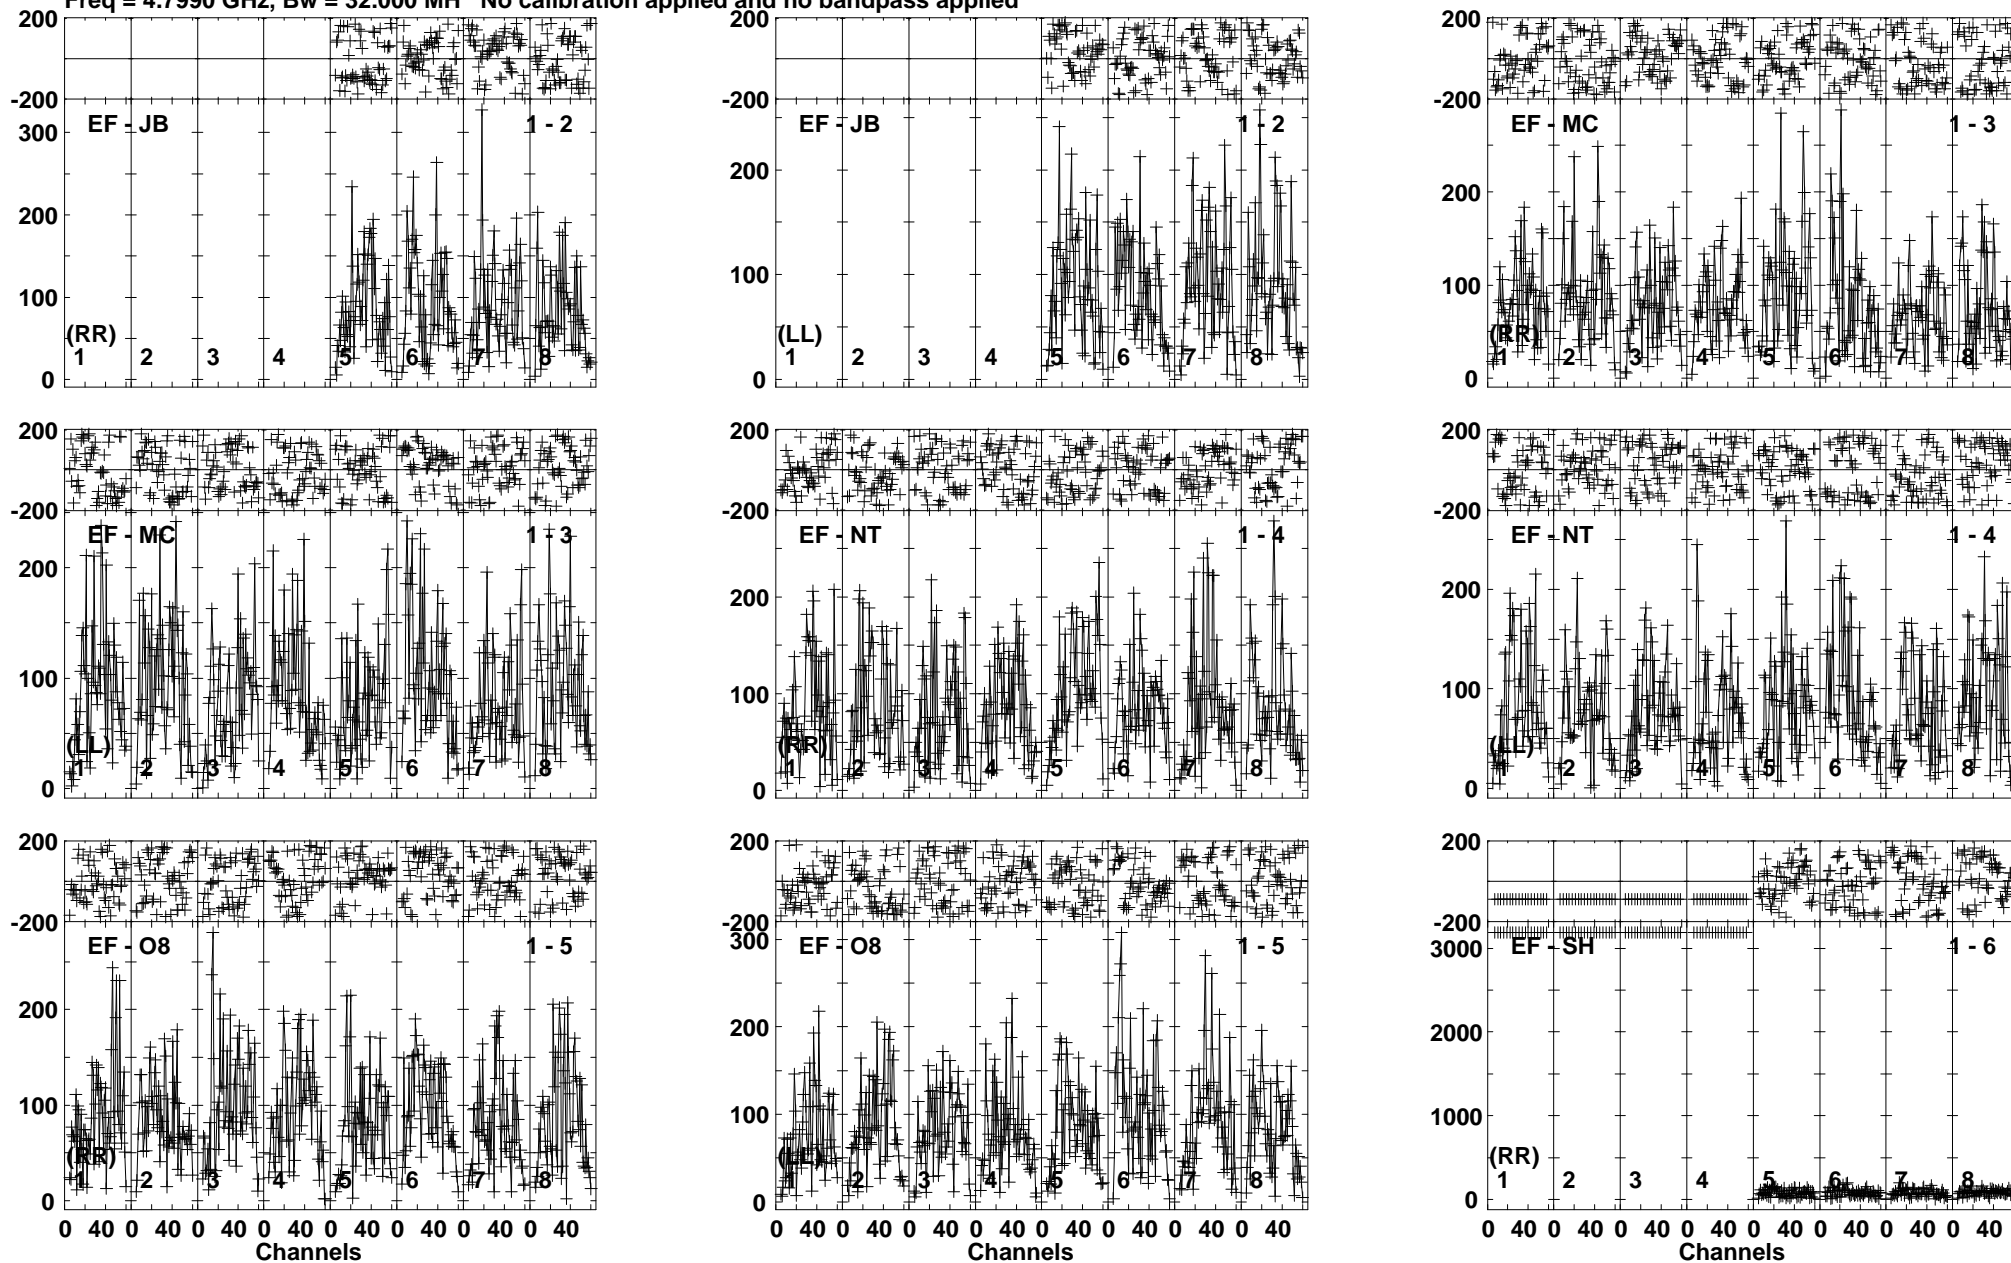 Freq = 4.7990 GHz, Bw = 32.000 MH No calibration applied and no bandpass applied
200 200 200
-200 -200 -200
EF - JB 1 - 2 EF - JB 1 - 2 EF - MC 1 - 3
300
200 200 200
100 100 100
(RR) (LL) (RR)
1 2 3 4 5 6 7 8 1 2 3 4 5 6 7 8 1 2 3 4 5 6 7 8
0 0 0
200 200 200
-200 -200 -200
EF - MC 1 - 3 EF - NT 1 - 4 EF - NT 1 - 4
200 200 200
100 100 100
(LL) (RR) (LL)
1 2 3 4 5 6 7 8 1 2 3 4 5 6 7 8 1 2 3 4 5 6 7 8
0 0 0
200 200 200
-200 -200 -200
EF - O8 1 - 5 EF - O8 1 - 5 EF - SH 1 - 6
300 3000
200 200 2000
100 100 1000
(RR) (LL) (RR)
1 2 3 4 5 6 7 8 1 2 3 4 5 6 7 8 1 2 3 4 5 6 7 8
0 0 0
0 40 0 40 0 40 0 40 0 40 0 40 0 40 0 40 0 40 0 40 0 40 0 40 0 40 0 40 0 40 0 40 0 40 0 40 0 40 0 40 0 40 0 40 0 40 0 40
Channels Channels Channels